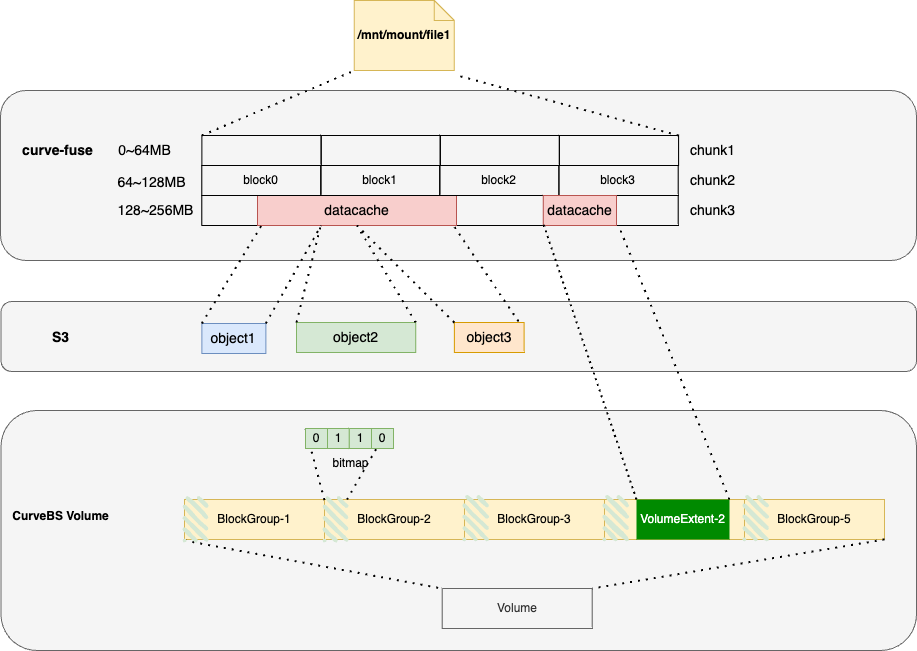 /mnt/mount/file1
curve-fuse
0~64MB
chunk1
64~128MB
block0
block1
block2
block3
chunk2
128~256MB
datacache
datacache
chunk3
S3
object1
object2
object3
0 1 1 0
bitmap
CurveBS Volume
BlockGroup-1
BlockGroup-2
BlockGroup-3
VolumeExtent-2
BlockGroup-5
Volume